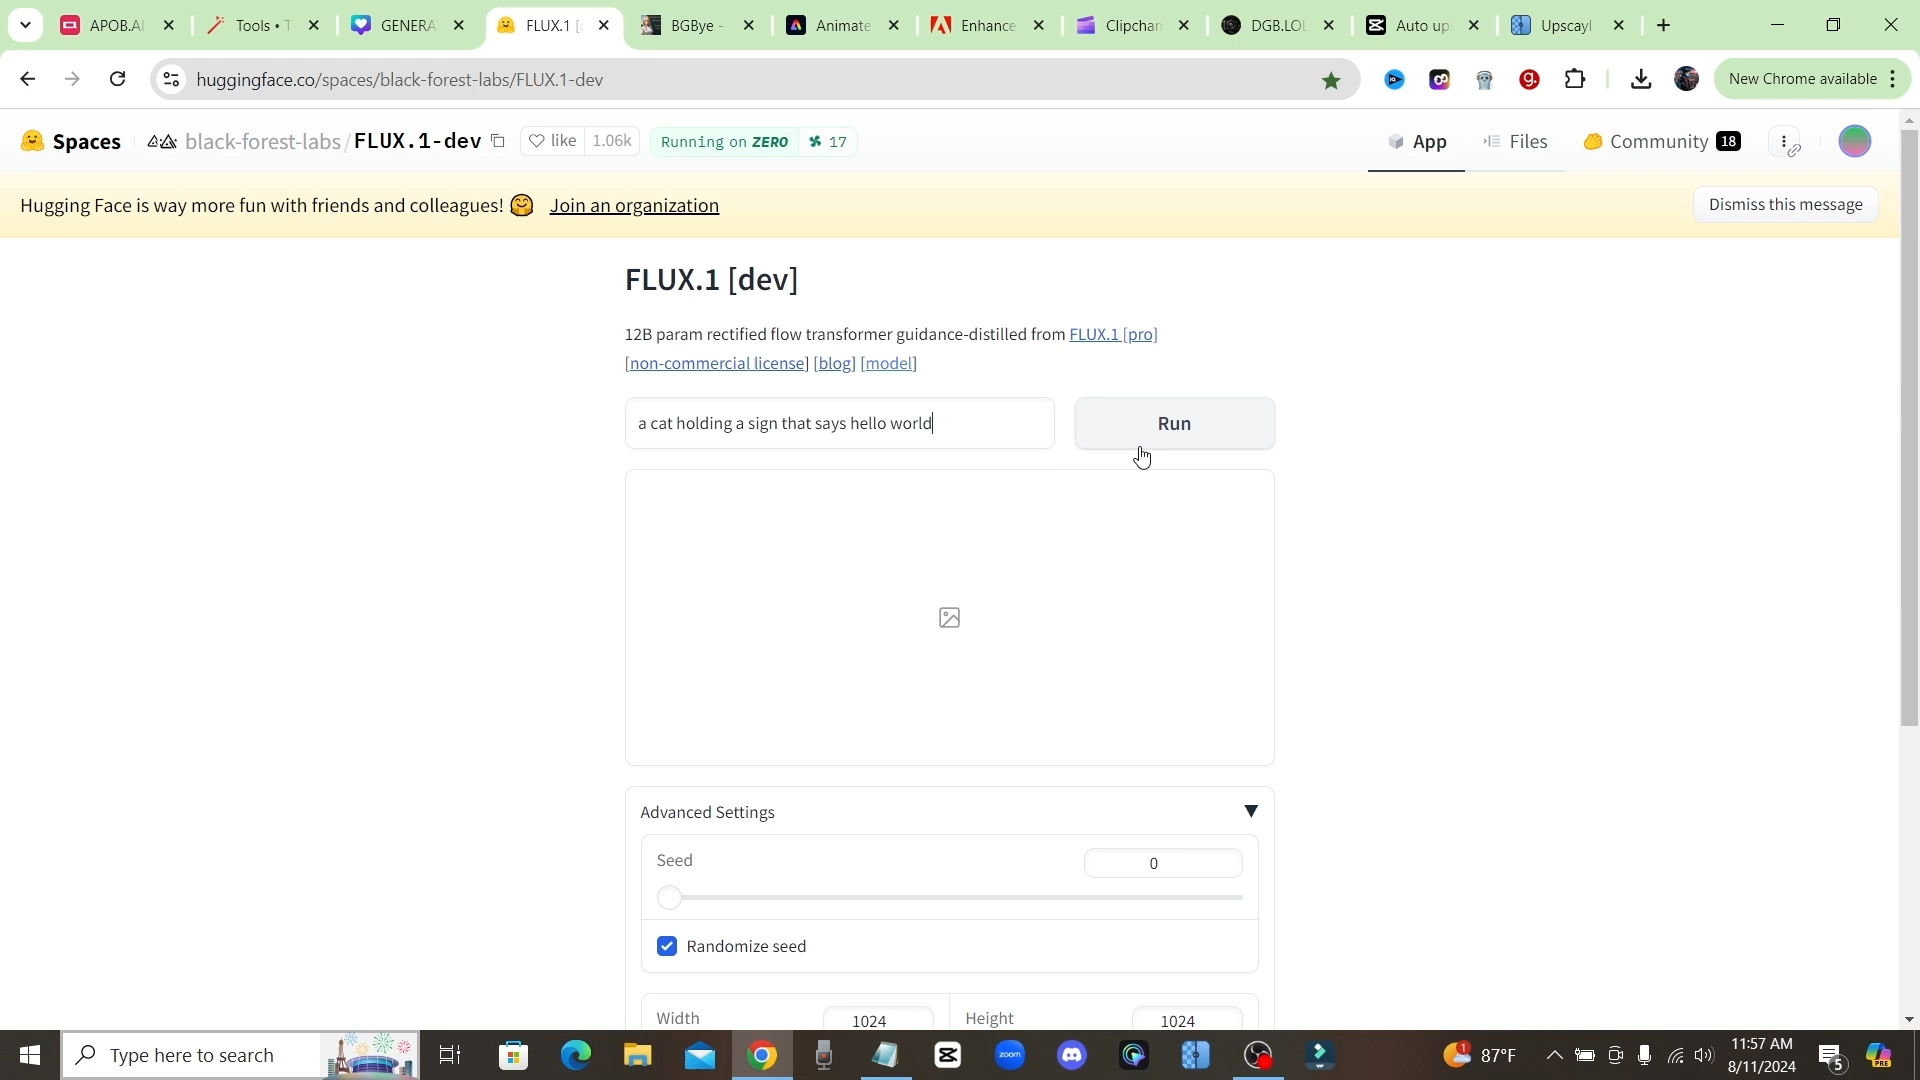 APOB.AI
Tools • T
GENERA
FLUX.1 [
BGBye -
Animate
Enhance
Clipchan
DGB.LOL
Auto up
Upscayl
huggingface.co/spaces/black-forest-labs/FLUX.1-dev
New Chrome available
Spaces
black-forest-labs/FLUX.1-dev
like 1.06k
Running on ZERO 17
App
Files
Community 18
Hugging Face is way more fun with friends and colleagues! Join an organization
Dismiss this message
FLUX.1 [dev]
12B param rectified flow transformer guidance-distilled from FLUX.1 [pro]
[non-commercial license] [blog] [model]
a cat holding a sign that says hello world
Run
Advanced Settings
Seed
0
Randomize seed
Width
1024
Height
1024
Type here to search
zoom
1
87°F
11:57 AM
8/11/2024
5
PRE